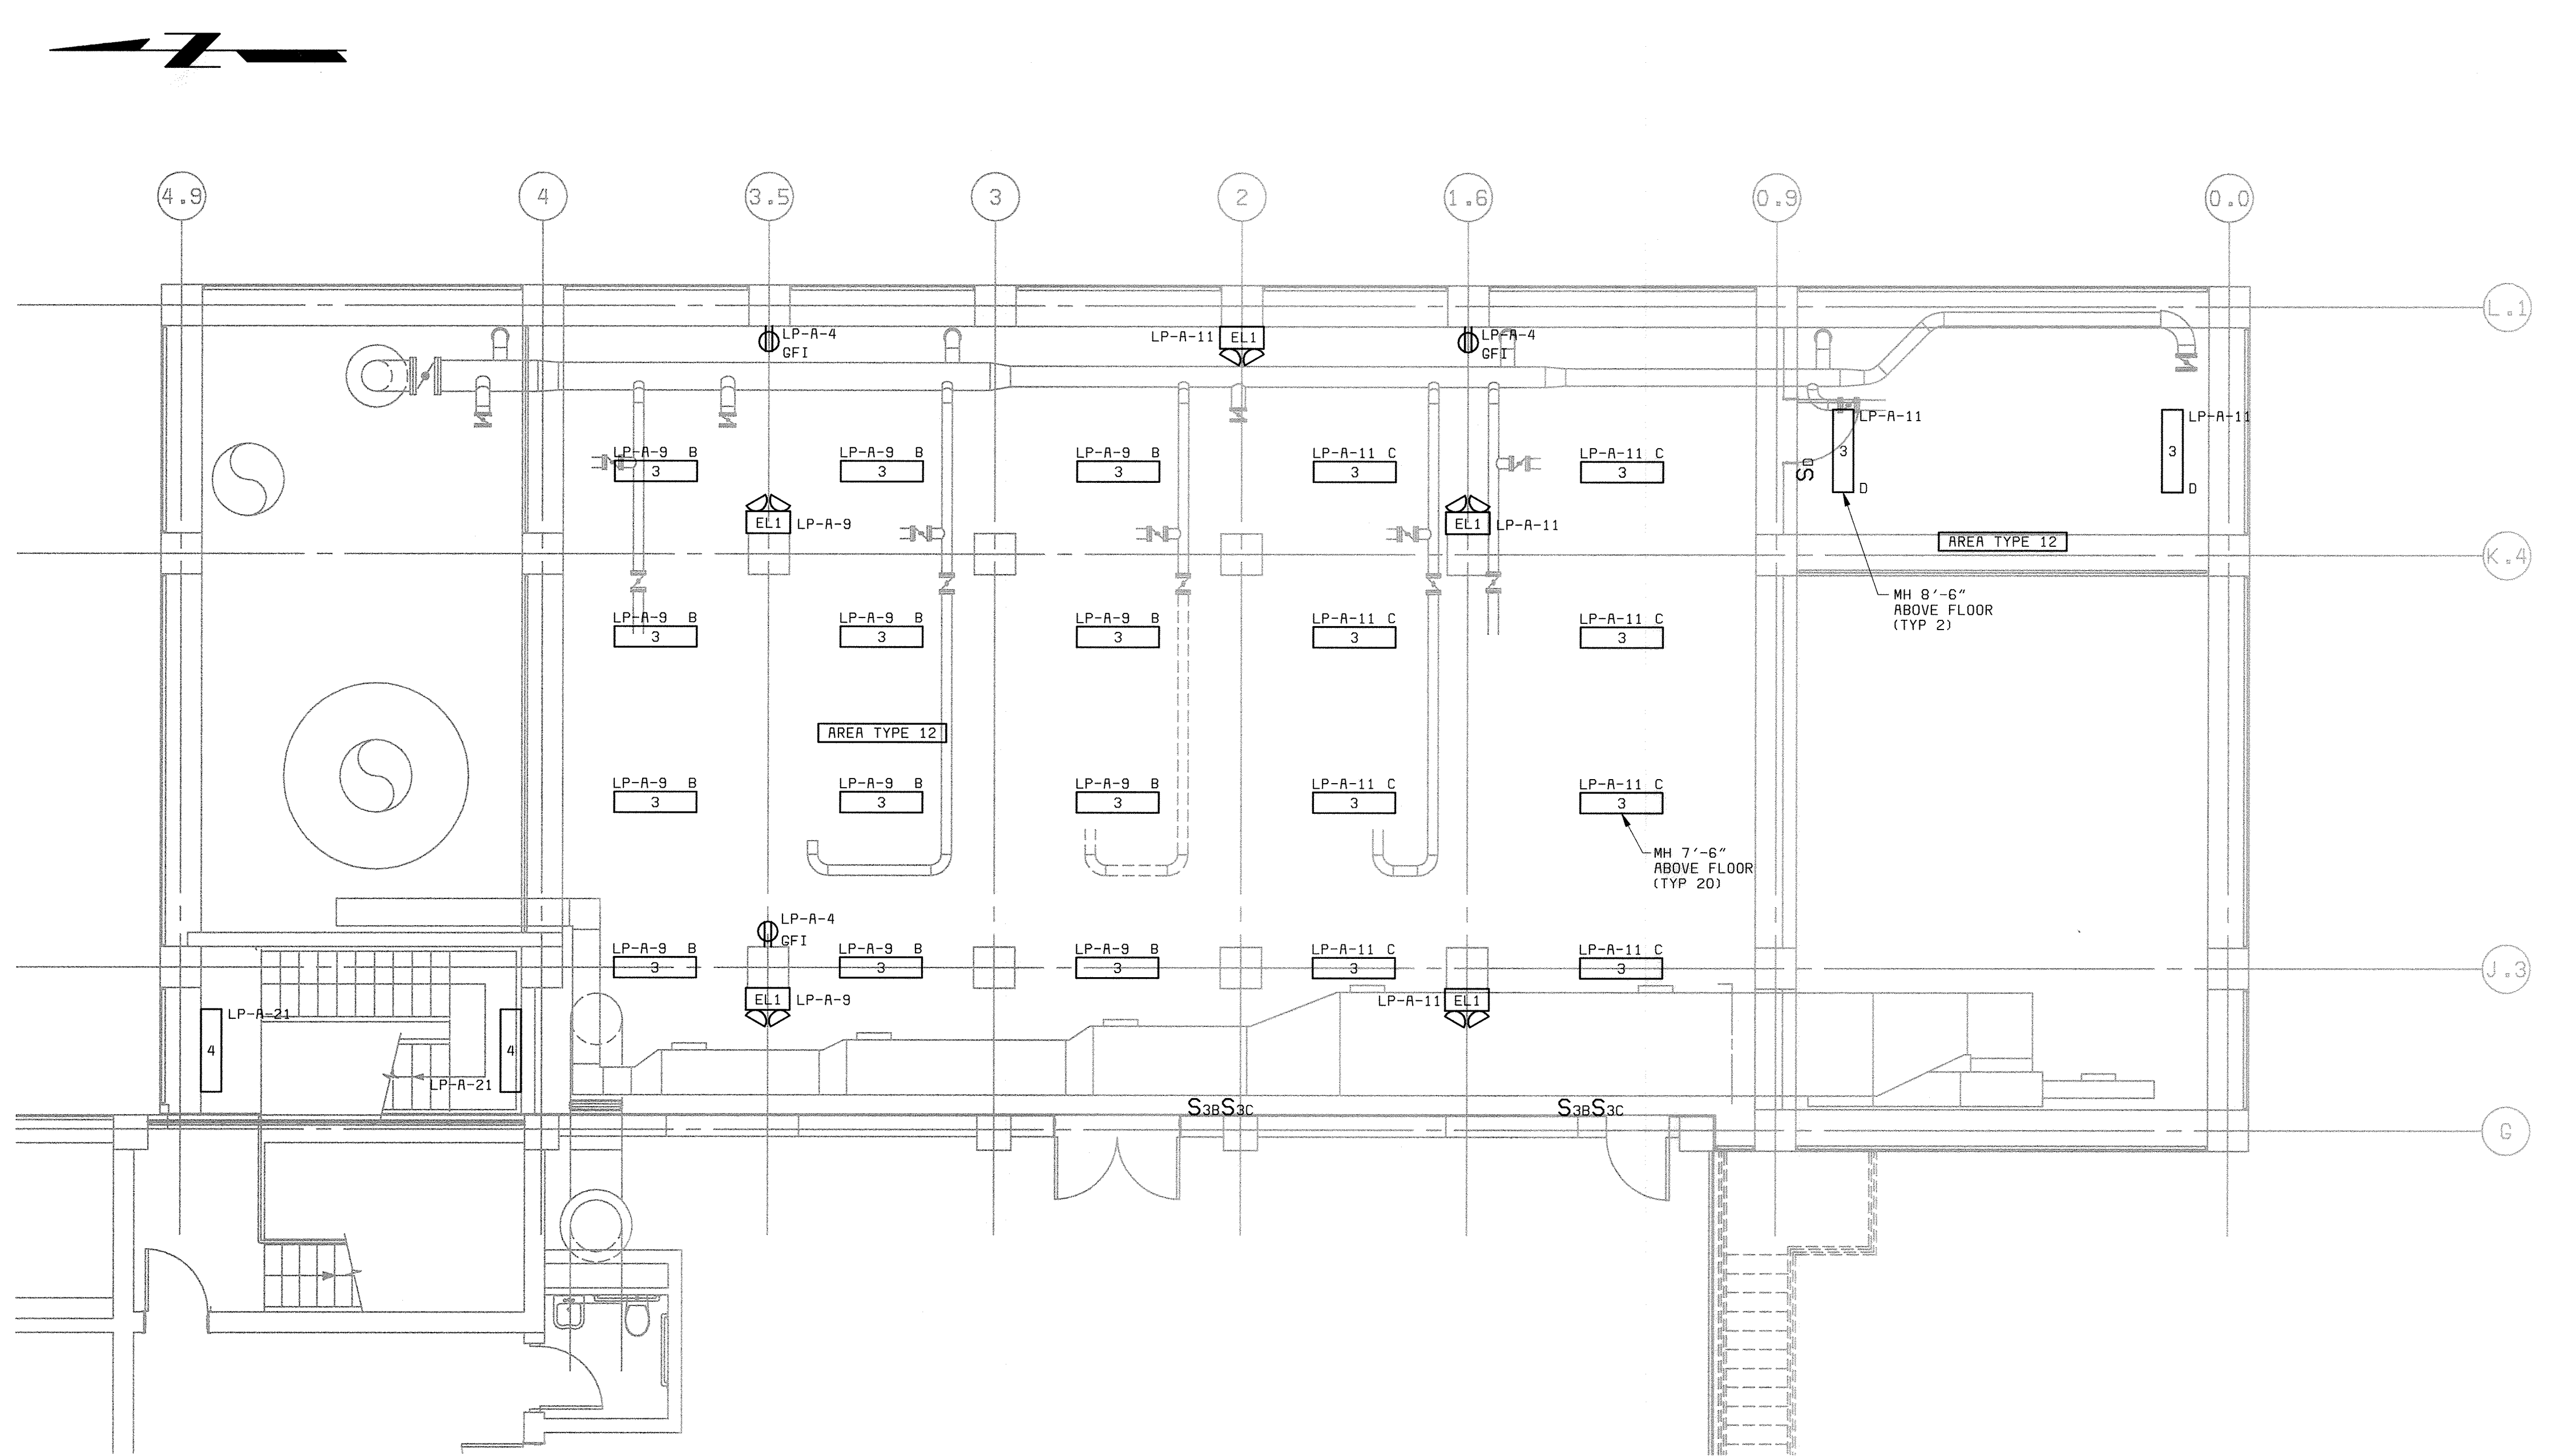 4.9
4
3.5
3
2
1.6
0.9
0.0
L.1
LP-A-4
GFI
LP-A-11
EL1
LP-A-4
GFI
LP-A-11
3
D
LP-A-11
3
D
LP-A-9 B
3
LP-A-9 B
3
LP-A-9 B
3
LP-A-11 C
3
LP-A-11 C
3
SD
EL1
LP-A-9
EL1
LP-A-11
AREA TYPE 12
K.4
MH 8'-6"
ABOVE FLOOR
(TYP 2)
LP-A-9 B
3
LP-A-9 B
3
LP-A-9 B
3
LP-A-11 C
3
LP-A-11 C
3
AREA TYPE 12
LP-A-9 B
3
LP-A-9 B
3
LP-A-9 B
3
LP-A-11 C
3
LP-A-11 C
3
MH 7'-6"
ABOVE FLOOR
(TYP 20)
LP-A-4
GFI
LP-A-9 B
3
LP-A-9 B
3
LP-A-9 B
3
LP-A-11 C
3
LP-A-11 C
3
J.3
EL1
LP-A-9
LP-A-11
EL1
LP-A-21
4
4
LP-A-21
S3BS3C
S3BS3C
G